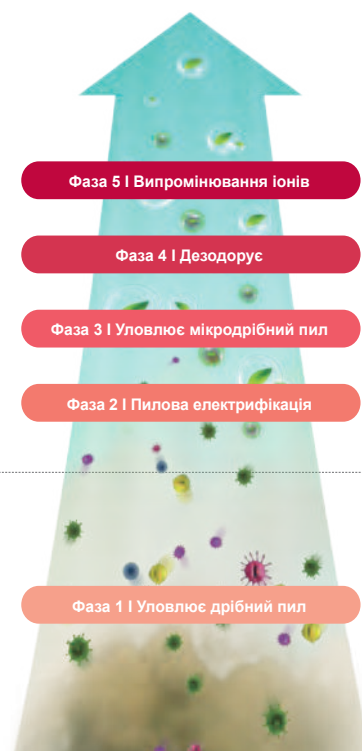 Фаза 5 І Випромінювання іонів
Фаза 4 І Дезодорує
Фаза 3 І Уловлює мікродрібний пил
Фаза 2 І Пилова електрифікація
Фаза 1 І Уловлює дрібний пил